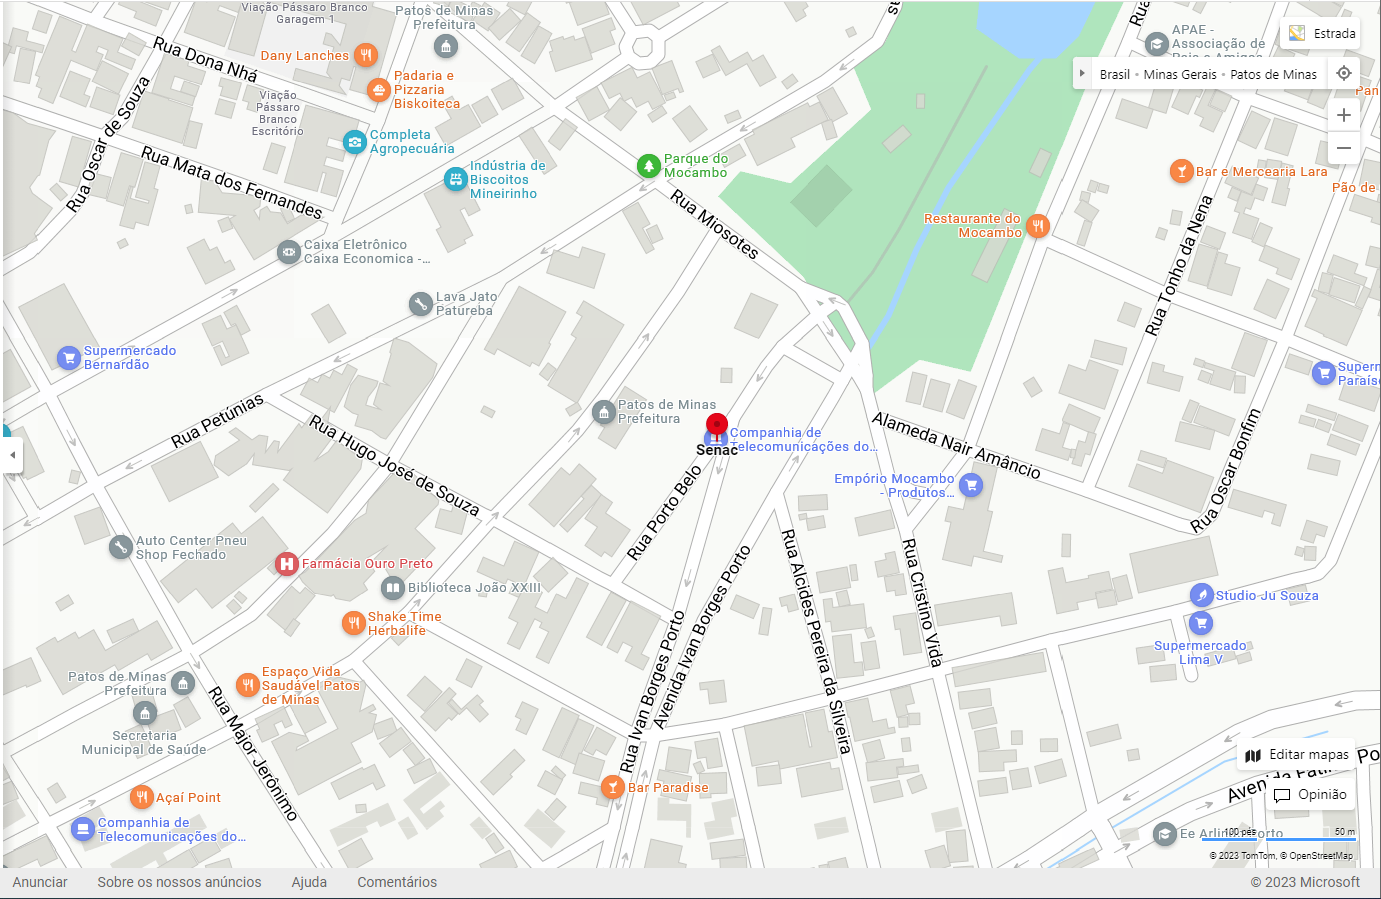 Viação Pássaro Branco
Garagem 1
Patos de Minas
Prefeitura
APAE -
Associação de
Estrada
Rua Dona Nhá
Dany Lanches
Padaria e
Pizzaria
Biskoiteca
Brasil • Minas Gerais • Patos de Minas
Rua Oscar de Souza
Viação
Pássaro
Branco
Escritório
Completa
Agropecuária
Rua Mata dos Fernandes
Indústria de
Biscoitos
Mineirinho
Parque do
Mocambo
Bar e Mercearia Lara
Pão de
Rua Miosotes
Restaurante do
Mocambo
Rua Tonho da Nena
Caixa Eletrônico
Caixa Economica -...
Lava Jato
Patureba
Supermercado
Bernardão
Rua Petúnias
Rua Hugo José de Souza
Patos de Minas
Prefeitura
Companhia de
Telecomunicações do...
Senac
Alameda Nair Amâncio
Empório Mocambo
- Produtos...
Rua Oscar Bonfim
Rua Porto Belo
Auto Center Pneu
Shop Fechado
Farmácia Ouro Preto
Biblioteca João XXIII
Shake Time
Herbalife
Rua Alcides Pereira da Silveira
Rua Cristino Vida
Studio Ju Souza
Supermercado
Lima V
Patos de Minas
Prefeitura
Espaço Vida
Saudável Patos
de Minas
Rua Ivan Borges Porto
Avenida Ivan Borges Porto
Secretaria
Municipal de Saúde
Rua Major Jerônimo
Açaí Point
Bar Paradise
Companhia de
Telecomunicações do...
Editar mapas
Avenida
Opinião
Ee Arlindo Porto
100 pés
50 m
© 2023 TomTom, © OpenStreetMap
Anunciar
Sobre os nossos anúncios
Ajuda
Comentários
© 2023 Microsoft